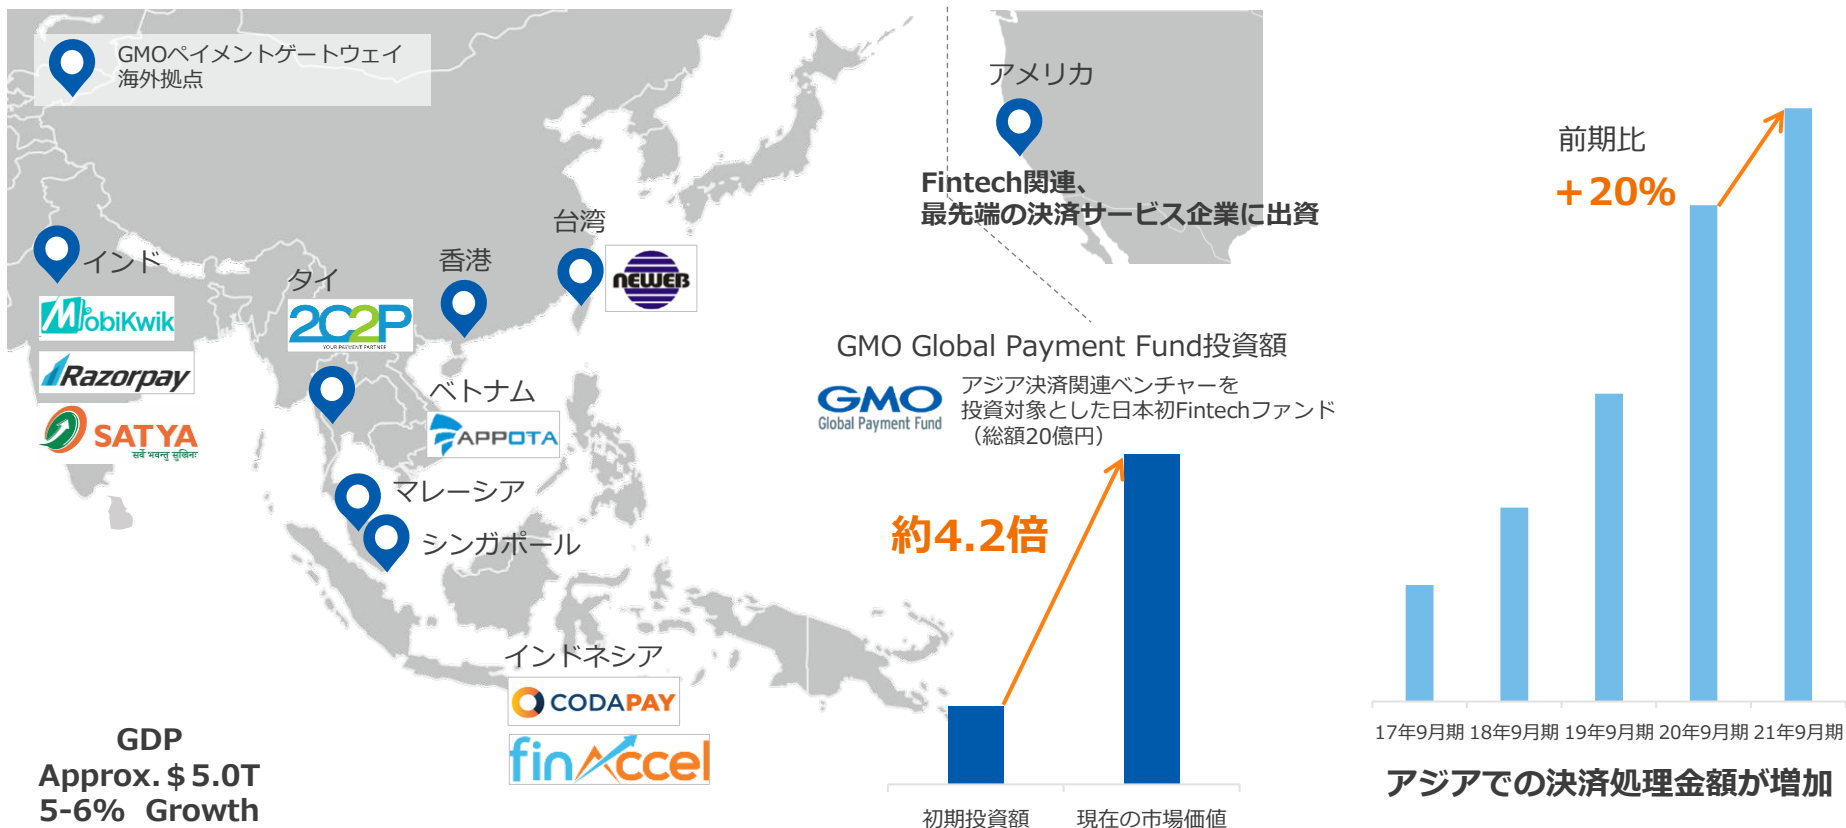 GMOペイメントゲートウェイ
海外拠点
アメリカ
Fintech関連、
最先端の決済サービス企業に出資
前期比
+20%
インド
MobiKwik
Razorpay
SATYA
सर्वे भवन्तु सुखिनः
タイ
2C2P
YOUR PAYMENT PARTNER
香港
台湾
NEWEB
ベトナム
APPOTA
マレーシア
シンガポール
インドネシア
CODAPAY
finAccel
GMO Global Payment Fund投資額
GMO
Global Payment Fund
アジア決済関連ベンチャーを
投資対象とした日本初Fintechファンド
（総額20億円）
約4.2倍
初期投資額 現在の市場価値
17年9月期 18年9月期 19年9月期 20年9月期 21年9月期
アジアでの決済処理金額が増加
GDP
Approx.＄5.0T
5-6% Growth